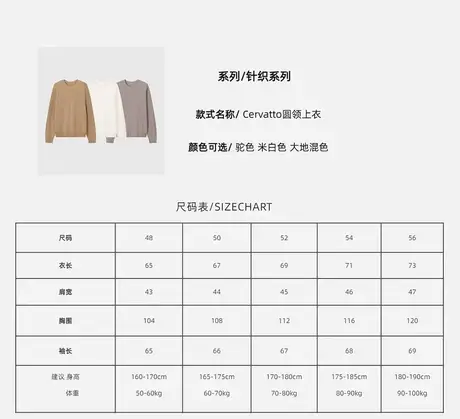 系列/针织系列
款式名称/ Cervatto圆领上衣
颜色可选/ 驼色 米白色 大地混色
尺码表/SIZECHART
尺码 48 50 52 54 56
衣长 65 67 69 71 73
肩宽 43 44 45 46 47
胸围 104 108 112 116 120
袖长 65 66 67 68 69
建议 身高 160-170cm 165-175cm 170-180cm 175-185cm 180-190cm
体重 50-60kg 60-70kg 70-80kg 80-90kg 90-100kg